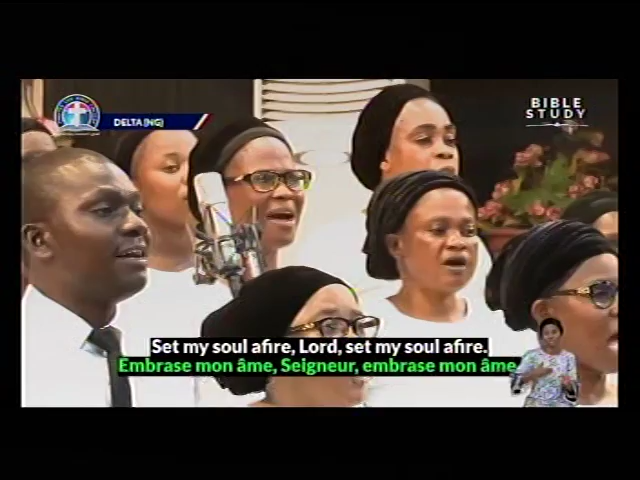 DELTA (NG)
BIBLE
STUDY
Set my soul afire, Lord, set my soul afire.
Embrase mon âme, Seigneur, embrase mon âme